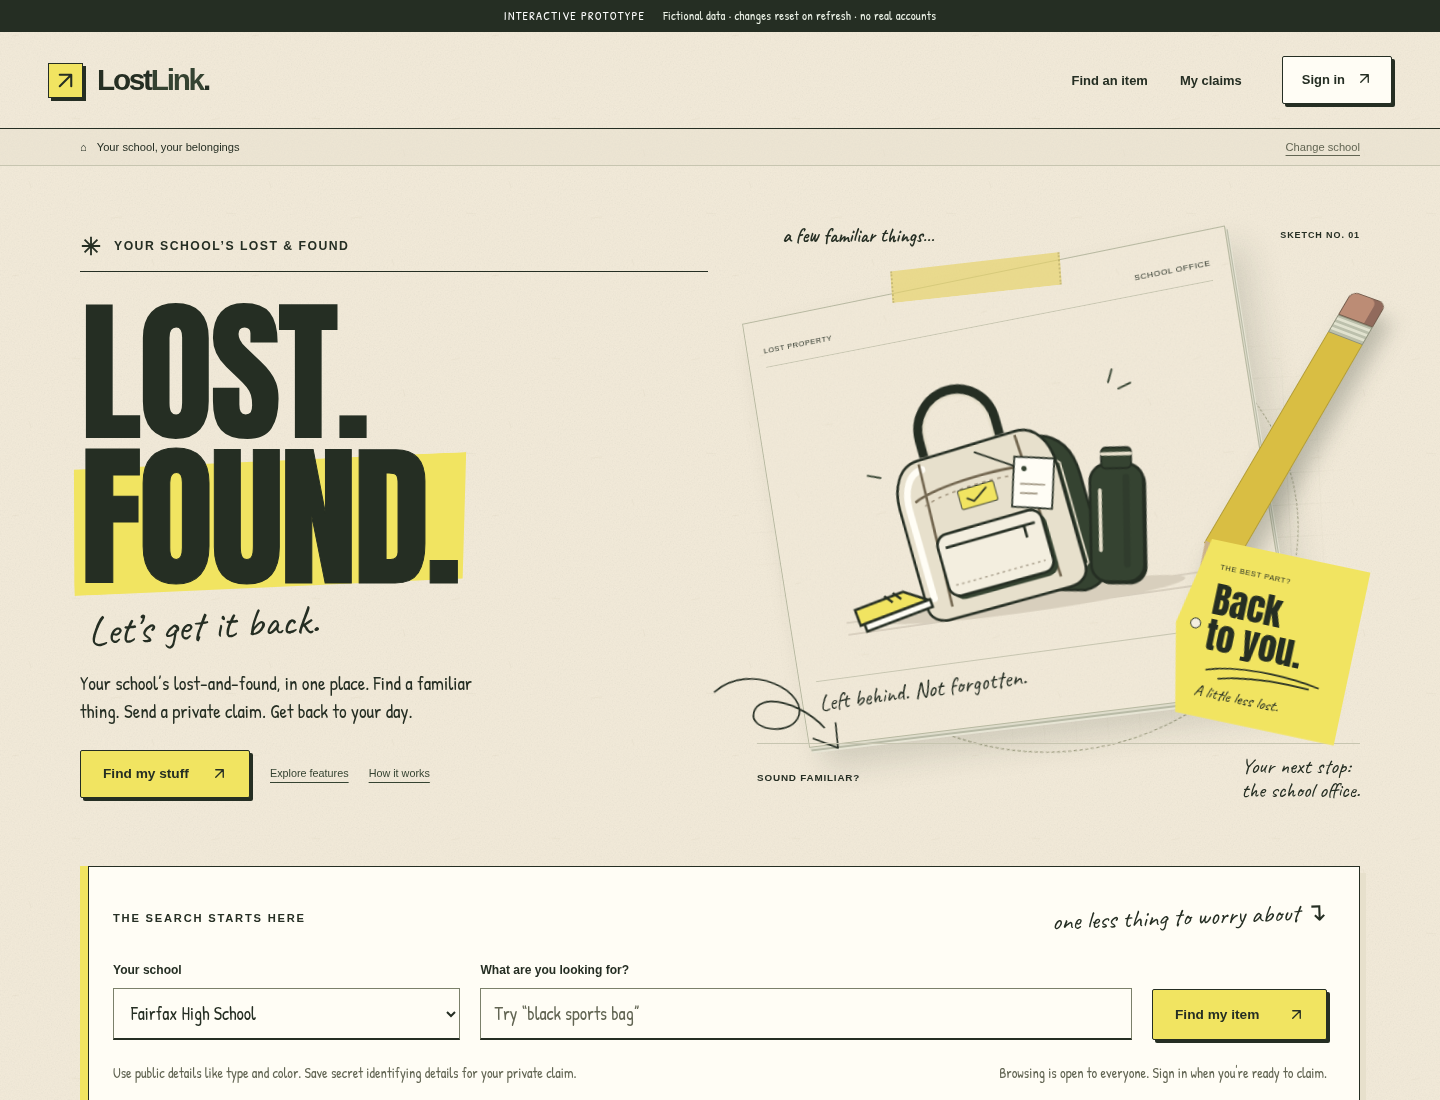 INTERACTIVE PROTOTYPE Fictional data · changes reset on refresh · no real accounts
LostLink.
Find an item
My claims
Sign in
Your school, your belongings
Change school
YOUR SCHOOL’S LOST & FOUND
LOST.
FOUND.
Let’s get it back.
Your school’s lost-and-found, in one place. Find a familiar
thing. Send a private claim. Get back to your day.
Find my stuff
Explore features
How it works
a few familiar things…
SKETCH NO. 01
LOST PROPERTY
SCHOOL OFFICE
Left behind. Not forgotten.
THE BEST PART?
Back
to you.
A little less lost.
SOUND FAMILIAR?
Your next stop:
the school office.
THE SEARCH STARTS HERE
one less thing to worry about ↴
Your school
What are you looking for?
Fairfax High School
Try “black sports bag”
Find my item
Use public details like type and color. Save secret identifying details for your private claim.
Browsing is open to everyone. Sign in when you’re ready to claim.